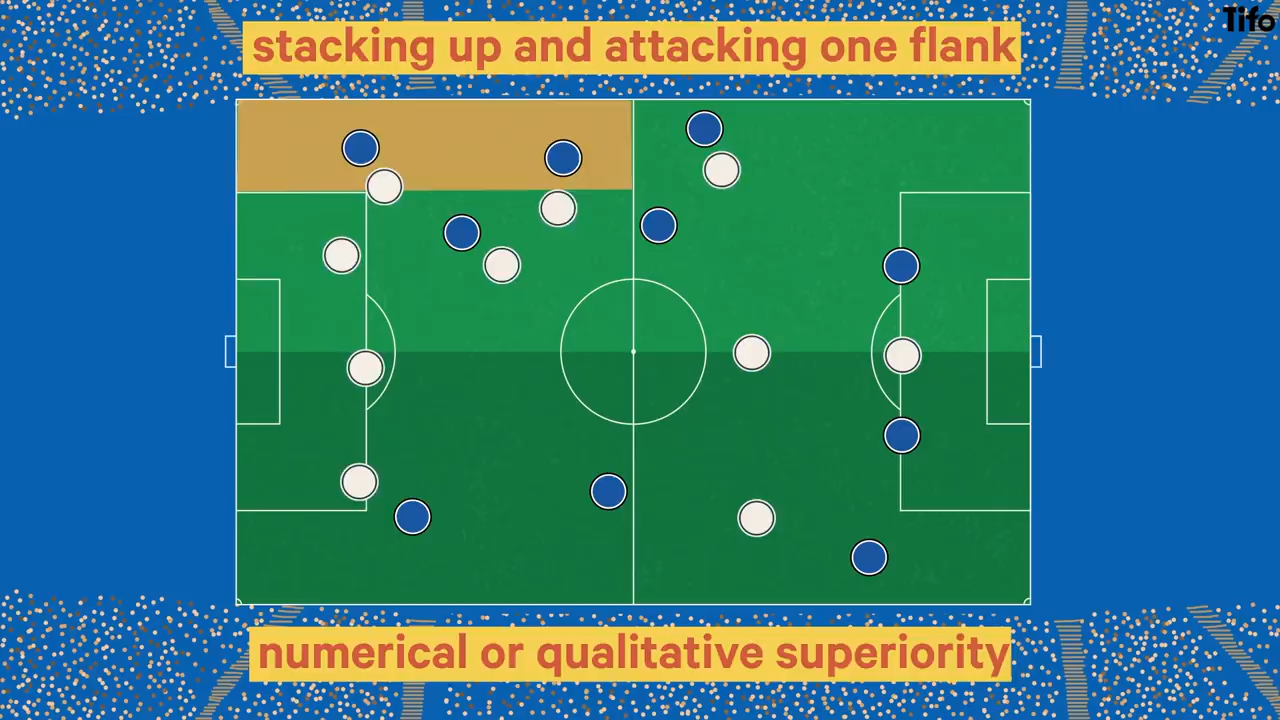 Tifo
stacking up and attacking one flank
numerical or qualitative superiority